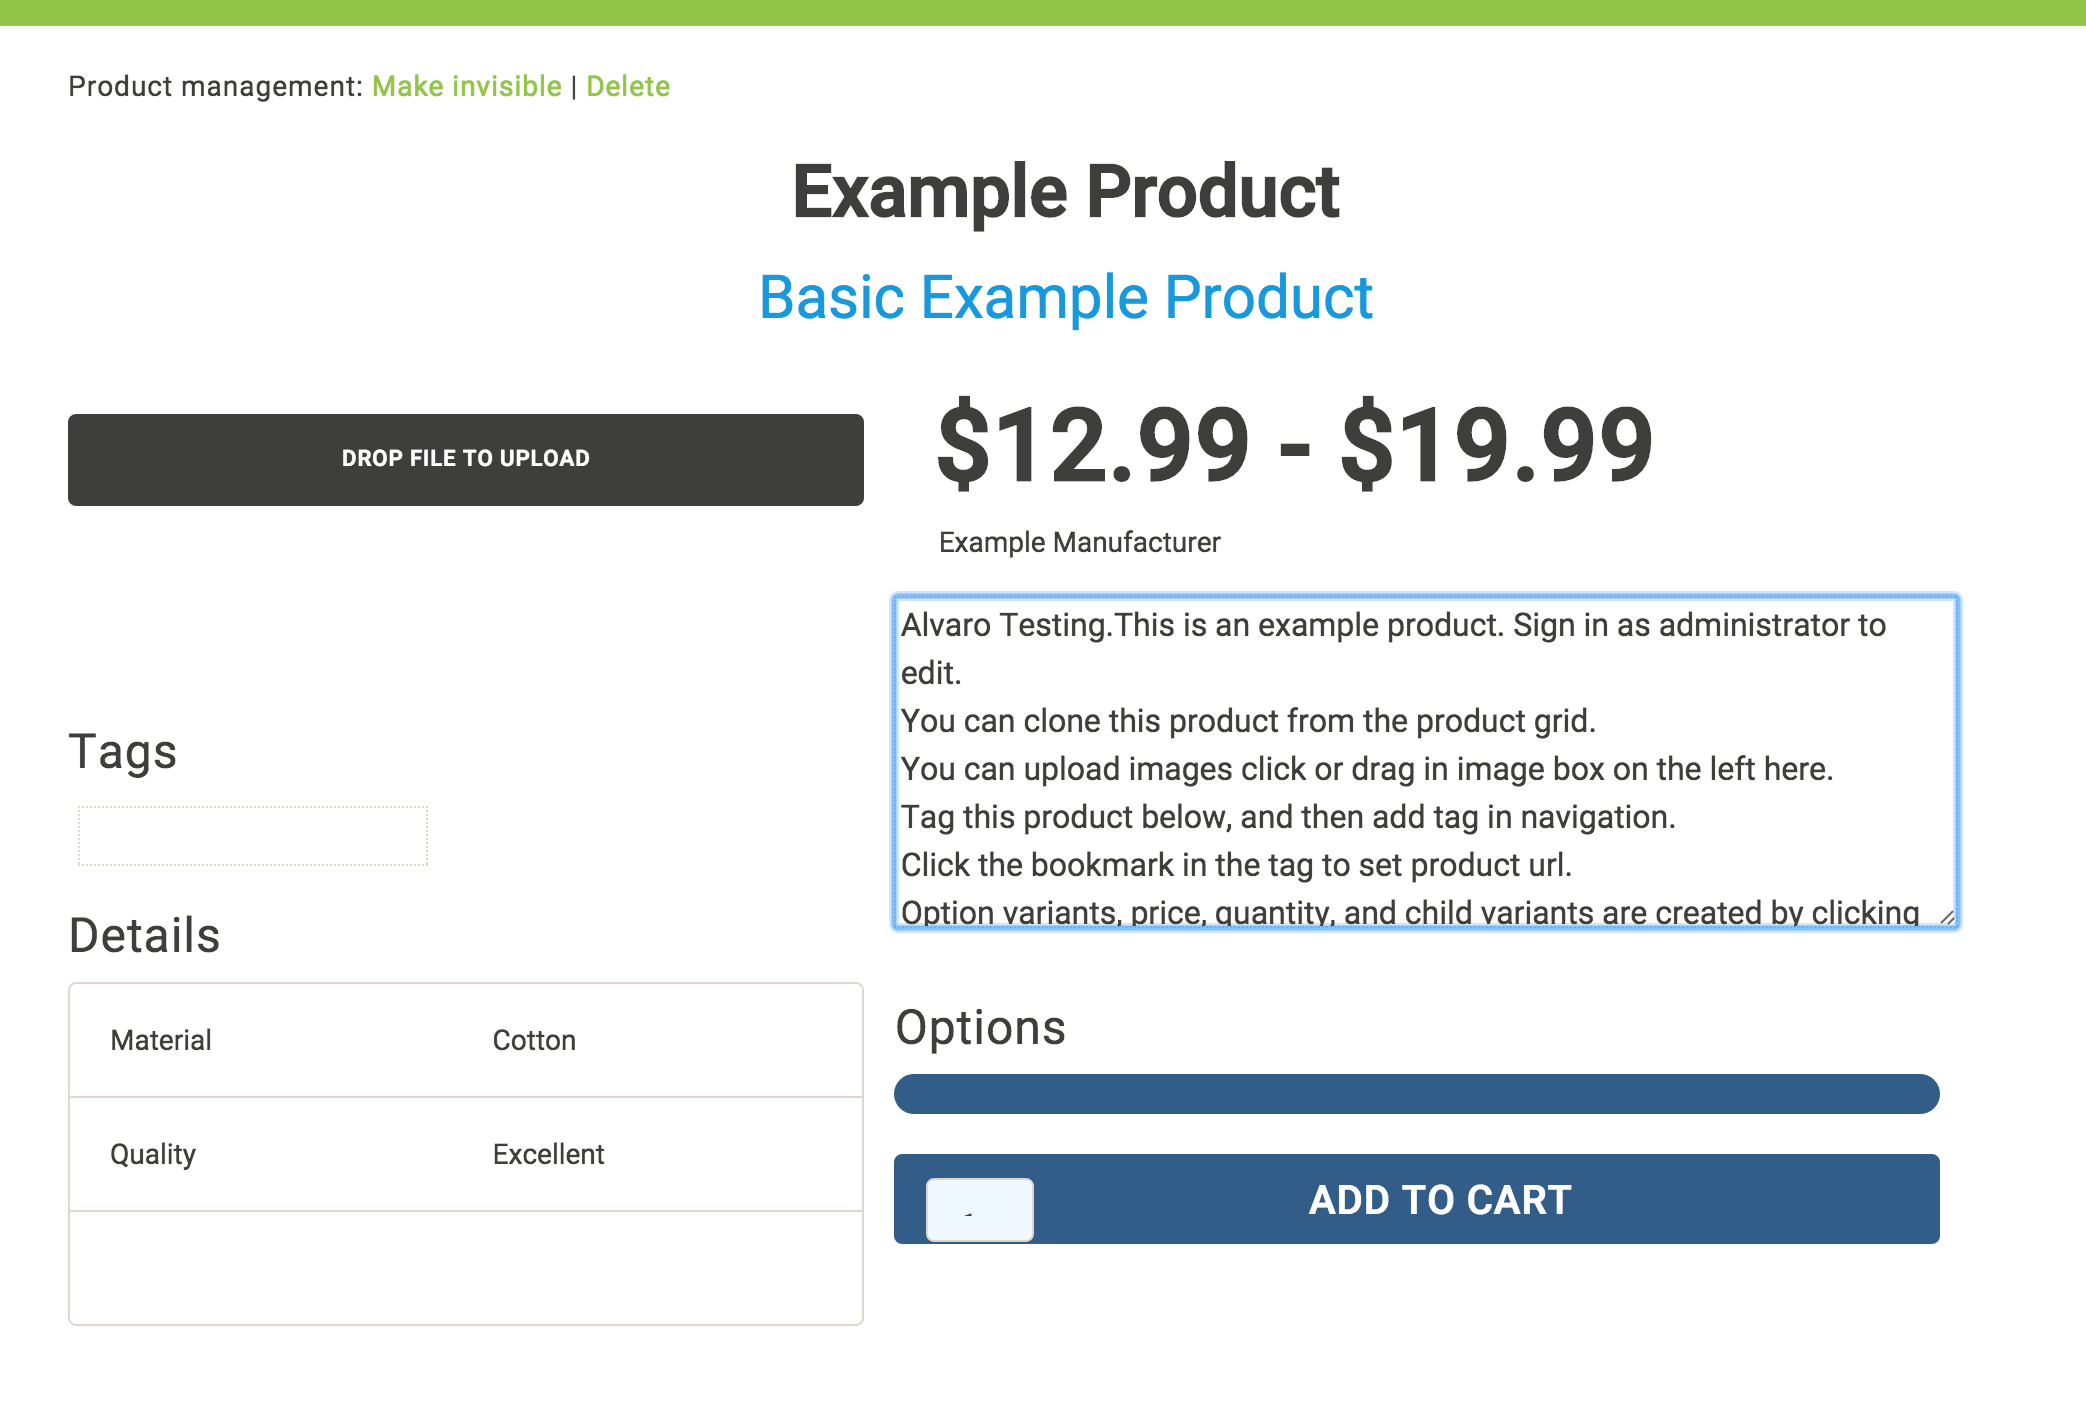 Product management: Make invisible | Delete
Example Product
Basic Example Product
DROP FILE TO UPLOAD
$12.99 - $19.99
Example Manufacturer
Alvaro Testing.This is an example product. Sign in as administrator to
edit.
You can clone this product from the product grid.
You can upload images click or drag in image box on the left here.
Tag this product below, and then add tag in navigation.
Click the bookmark in the tag to set product url.
Option variants, price, quantity, and child variants are created by clicking
Tags
Details
Material Cotton
Quality Excellent
Options
ADD TO CART